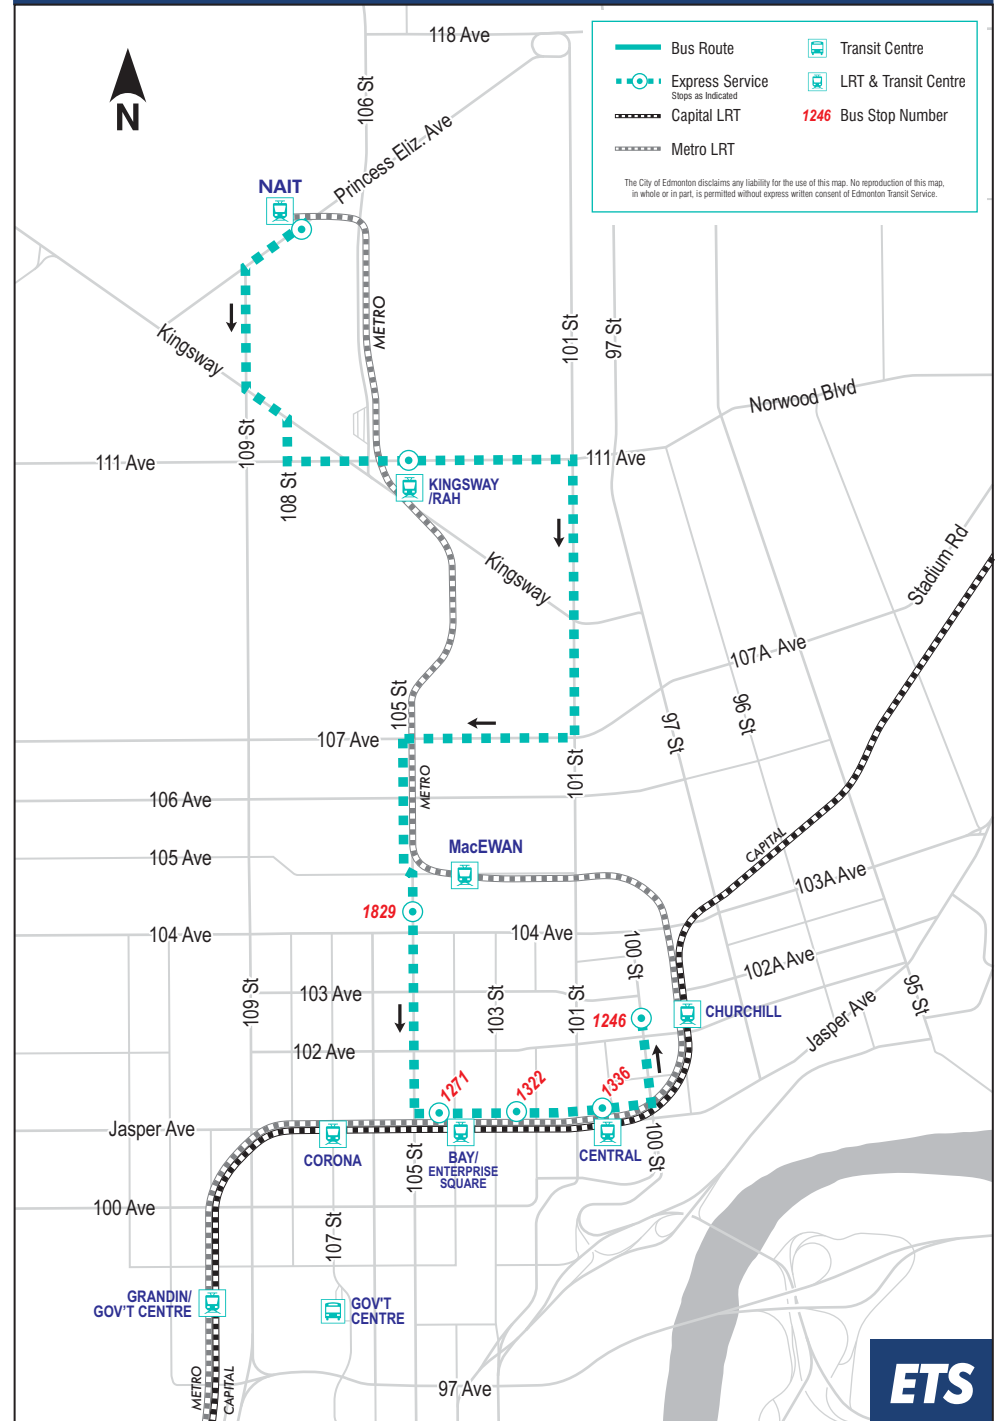 118 Ave
Bus Route
Transit Centre
Express Service
Stops as Indicated
LRT & Transit Centre
Capital LRT
1246 Bus Stop Number
Metro LRT
The City of Edmonton disclaims any liability for the use of this map. No reproduction of this map,
in whole or in part, is permitted without express written consent of Edmonton Transit Service.
N
106 St
Princess Eliz. Ave
NAIT
METRO
Kingsway
101 St
97 St
Norwood Blvd
109 St
111 Ave
111 Ave
108 St
KINGSWAY
/RAH
Kingsway
Stadium Rd
107A Ave
105 St
96 St
97 St
107 Ave
101 St
METRO
106 Ave
105 Ave
MacEWAN
CAPITAL
103A Ave
1829
104 Ave
104 Ave
100 St
102A Ave
109 St
103 Ave
103 St
101 St
95 St
1246
CHURCHILL
Jasper Ave
102 Ave
1271
1322
1336
Jasper Ave
CORONA
105 St
BAY/
ENTERPRISE
SQUARE
CENTRAL
100 St
100 Ave
107 St
GRANDIN/
GOV'T CENTRE
GOV'T
CENTRE
METRO
CAPITAL
97 Ave
ETS